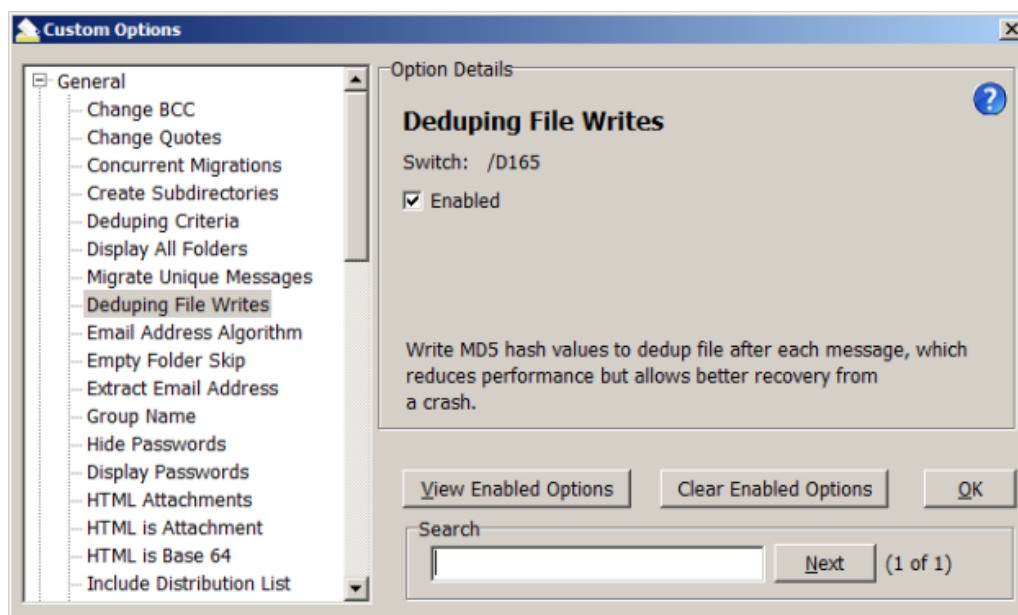 Custom Options
General
Change BCC
Change Quotes
Concurrent Migrations
Create Subdirectories
Deduping Criteria
Display All Folders
Migrate Unique Messages
Deduping File Writes
Email Address Algorithm
Empty Folder Skip
Extract Email Address
Group Name
Hide Passwords
Display Passwords
HTML Attachments
HTML is Attachment
HTML is Base 64
Include Distribution List
Option Details
Deduping File Writes
Switch: /D165
Enabled
Write MD5 hash values to dedup file after each message, which
reduces performance but allows better recovery from
a crash.
View Enabled Options
Clear Enabled Options
OK
Search
Next
(1 of 1)